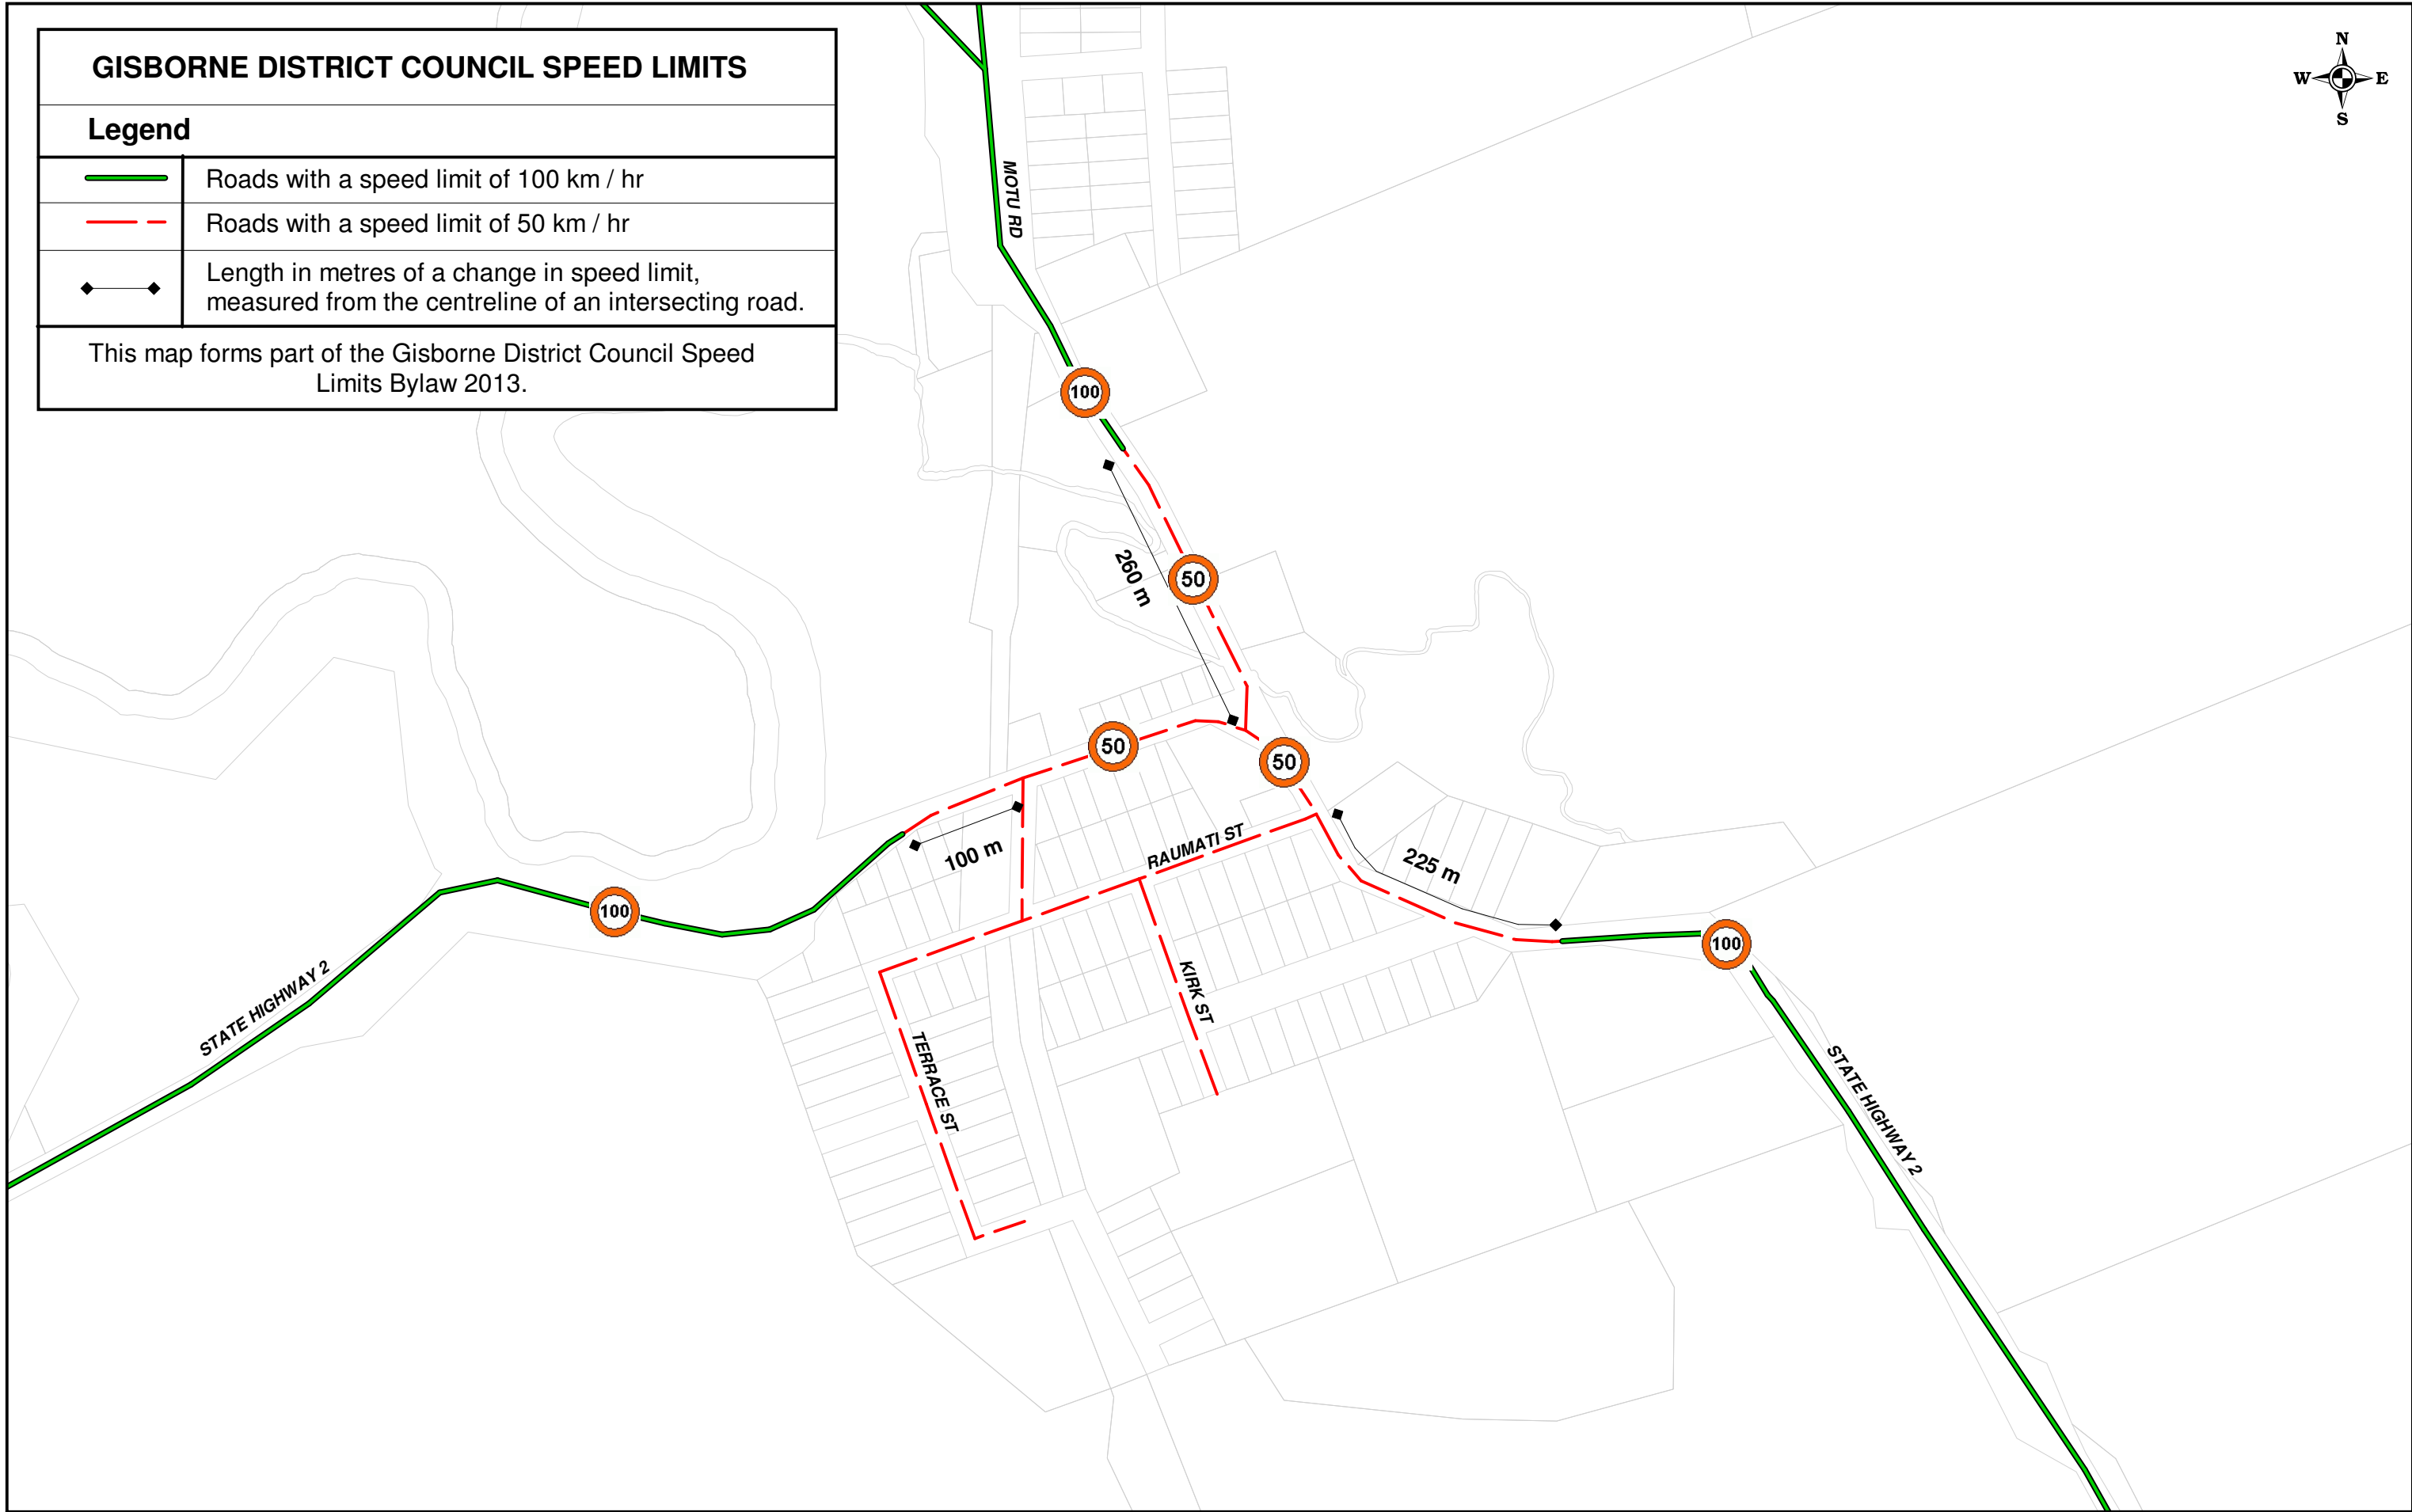 GISBORNE DISTRICT COUNCIL SPEED LIMITS
Legend
Roads with a speed limit of 100 km / hr
Roads with a speed limit of 50 km / hr
Length in metres of a change in speed limit,
measured from the centreline of an intersecting road.
This map forms part of the Gisborne District Council Speed
Limits Bylaw 2013.
N
W E
S
MOTU RD
100
260 m
50
50
50
100 m
RAUMATI ST
225 m
100
100
KIRK ST
STATE HIGHWAY 2
TERRACE ST
STATE HIGHWAY 2